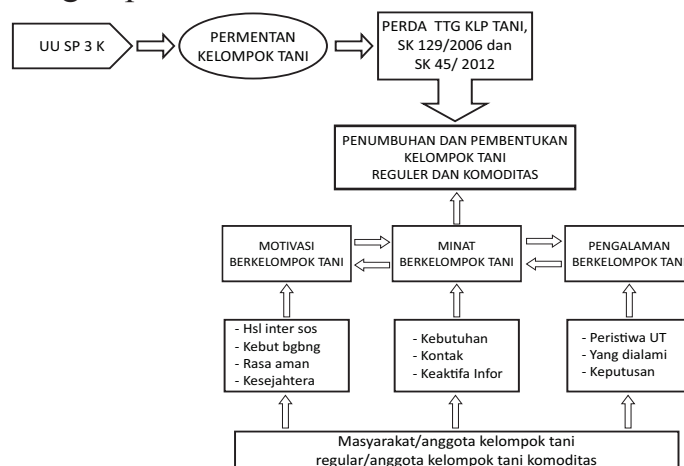 UU SP 3 K
PERMENTAN
KELOMPOK TANI
PERDA TTG KLP TANI,
SK 129/2006 dan
SK 45/ 2012
PENUMBUHAN DAN PEMBENTUKAN
KELOMPOK TANI
REGULER DAN KOMODITAS
MOTIVASI
BERKELOMPOK TANI
MINAT
BERKELOMPOK TANI
PENGALAMAN
BERKELOMPOK TANI
- Hsl inter sos
- Kebut bgbng
- Rasa aman
- Kesejahtera
- Kebutuhan
- Kontak
- Keaktifa Infor
- Peristiwa UT
- Yang dialami
- Keputusan
Masyarakat/anggota kelompok tani
regular/anggota kelompok tani komoditas